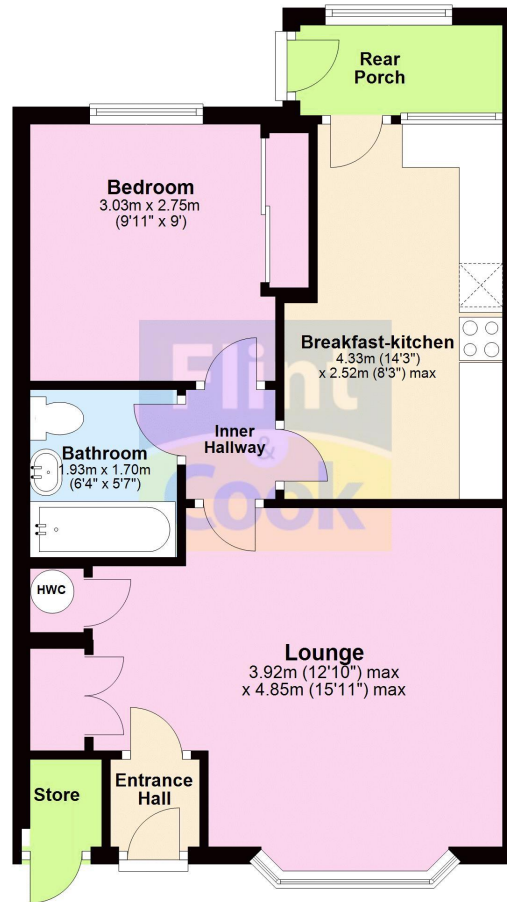 Rear
Porch
Bedroom
3.03m x 2.75m
(9'11" x 9')
Breakfast-kitchen
4.33m (14'3")
x 2.52m (8'3") max
Flint
&
Cook
Inner
Hallway
Bathroom
1.93m x 1.70m
(6'4" x 5'7")
HWC
Lounge
3.92m (12'10") max
x 4.85m (15'11") max
Entrance
Hall
Store